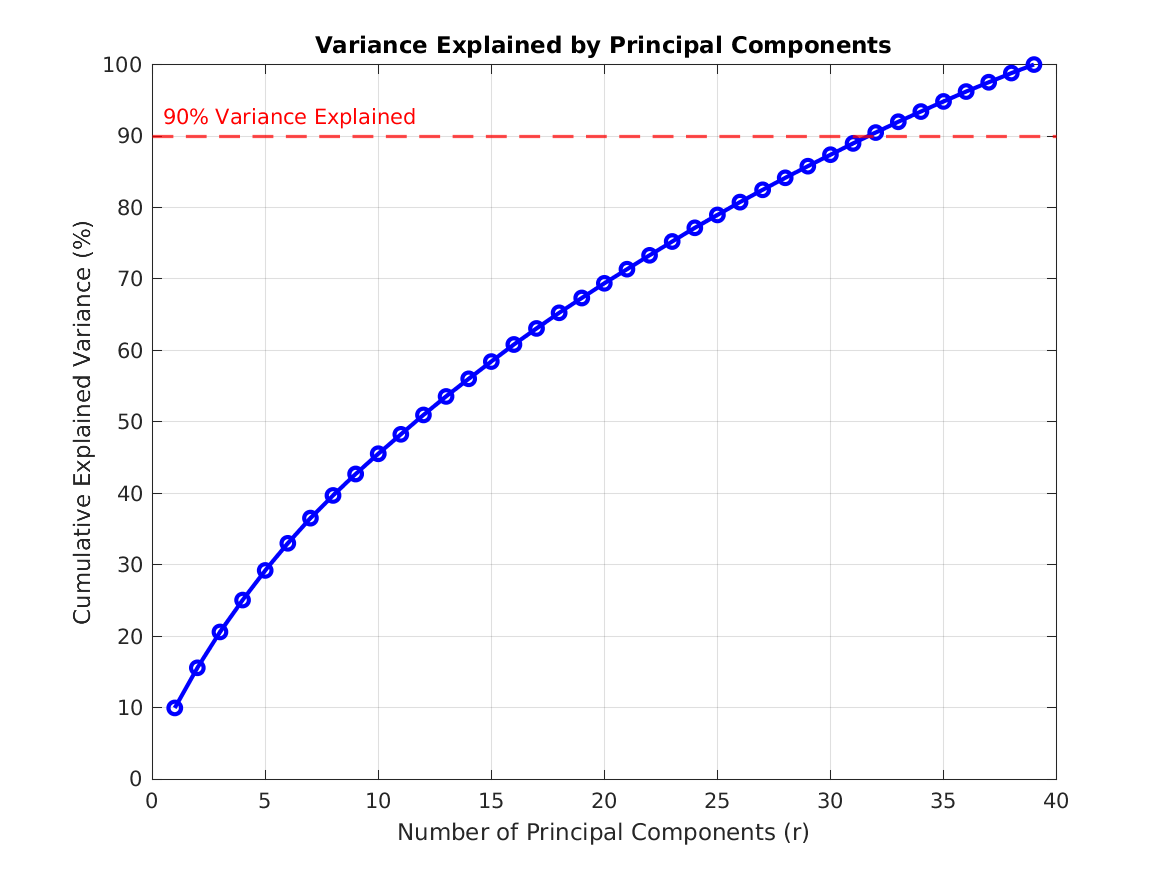 Variance Explained by Principal Components
100
90% Variance Explained
90
80
70
60
50
40
30
20
10
0
Cumulative Explained Variance (%)
0 5 10 15 20 25 30 35 40
Number of Principal Components (r)